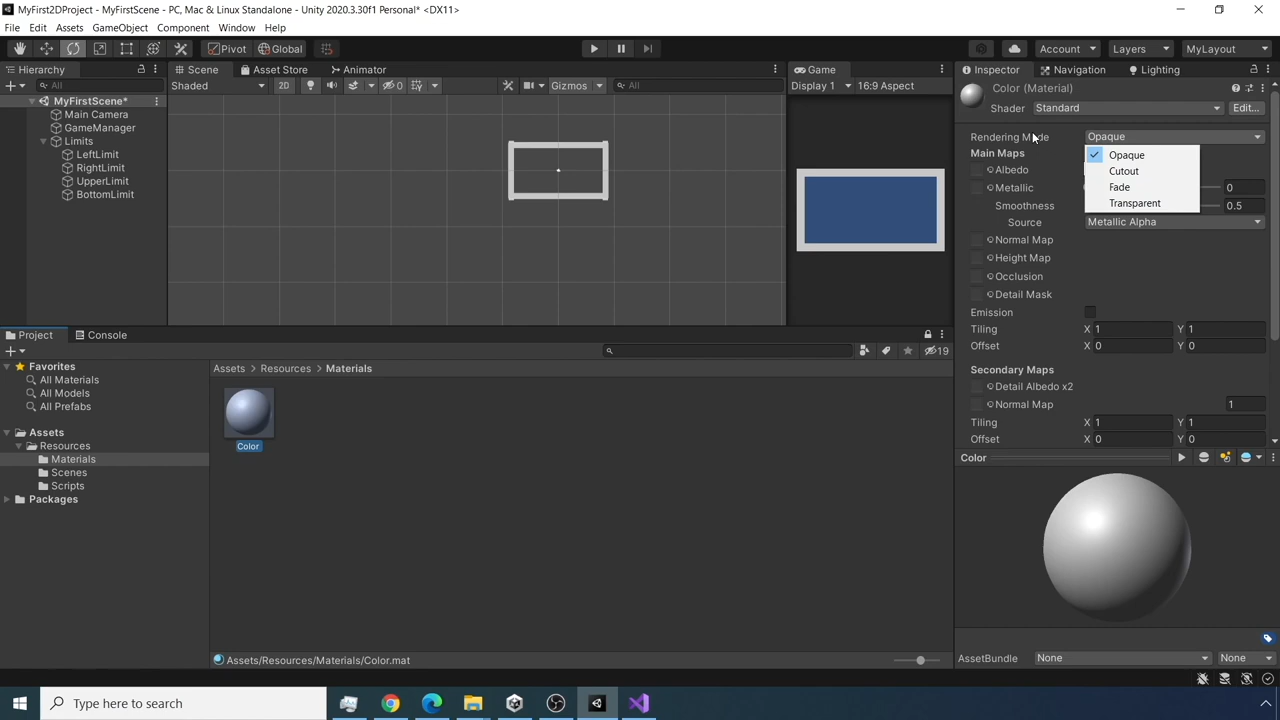 MyFirst2DProject - MyFirstScene - PC, Mac & Linux Standalone - Unity 2020.3.30f1 Personal* <DX11>
File Edit Assets GameObject Component Window Help
Pivot Global Account Layers MyLayout
Hierarchy Scene Asset Store Animator Game Inspector Navigation Lighting
All Shaded 2D 0 Gizmos All Display 1 16:9 Aspect Color (Material)
MyFirstScene*
Shader Standard Edit...
Main Camera
GameManager
Limits
LeftLimit
RightLimit
UpperLimit
BottomLimit
Rendering Mode Opaque
Main Maps Opaque
Albedo Cutout
Metallic Fade 0
Smoothness Transparent 0.5
Source Metallic Alpha
Normal Map
Height Map
Occlusion
Detail Mask
Emission
Tiling X 1 Y 1
Offset X 0 Y 0
Secondary Maps
Detail Albedo x2
Normal Map 1
Tiling X 1 Y 1
Offset X 0 Y 0
Project Console
19
Favorites
All Materials
All Models
All Prefabs
Assets
Resources
Materials
Scenes
Scripts
Packages
Assets > Resources > Materials
Color
Assets/Resources/Materials/Color.mat
Color
AssetBundle None None
Type here to search